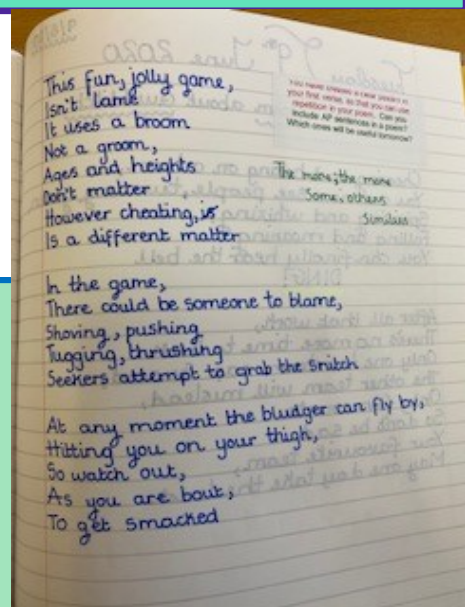 This fun, jolly game,
Isn't lame
It uses a broom
Not a groom,
Ages and heights
Don't matter
However cheating, is
Is a different matter
In the game,
There could be someone to blame,
Shoving, pushing
Tugging, thrushing
Seekers attempt to grab the Snitch
At any moment the bludger can fly by,
Hitting you on your thigh,
So watch out,
As you are bout,
To get smacked
You have created a clear pattern in
your first verse, so that you can use
repetition in your poem. Can you
include AP sentences in a poem?
Which ones will be useful tomorrow?
The more, the more
Some, others
Similes